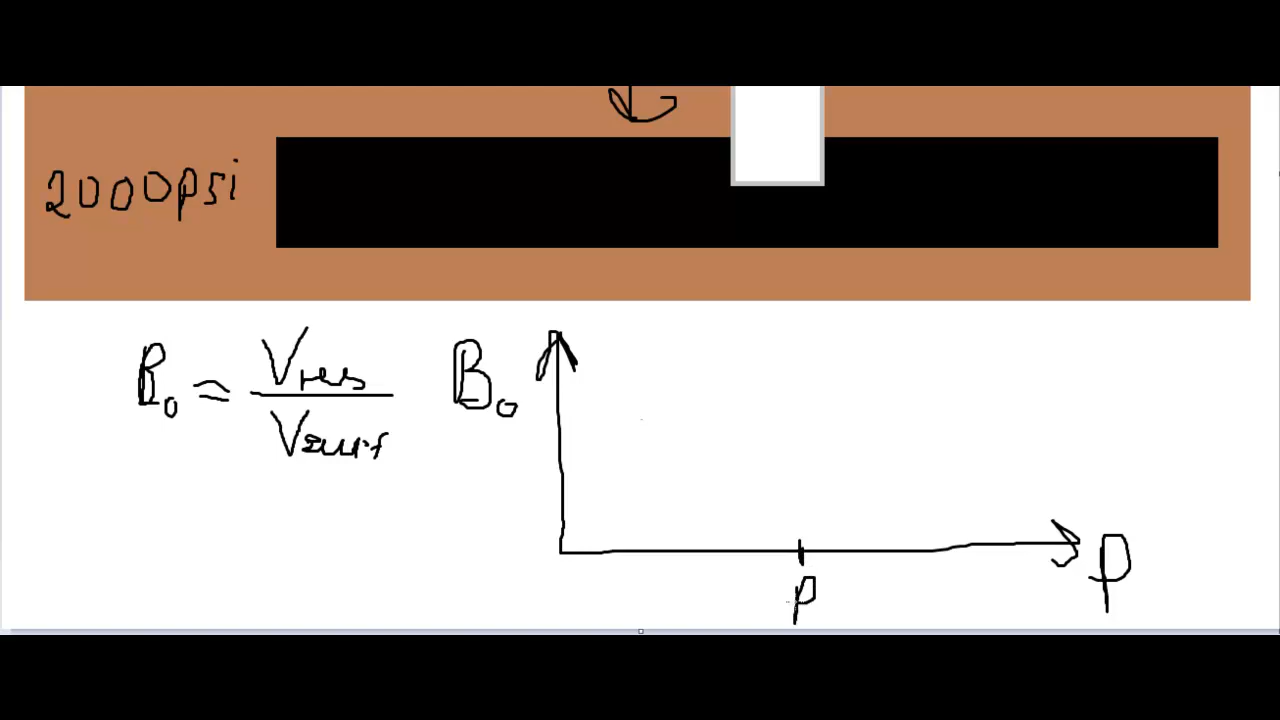 2000psi
B₀ = Vres / Vsurf
B₀
P
P